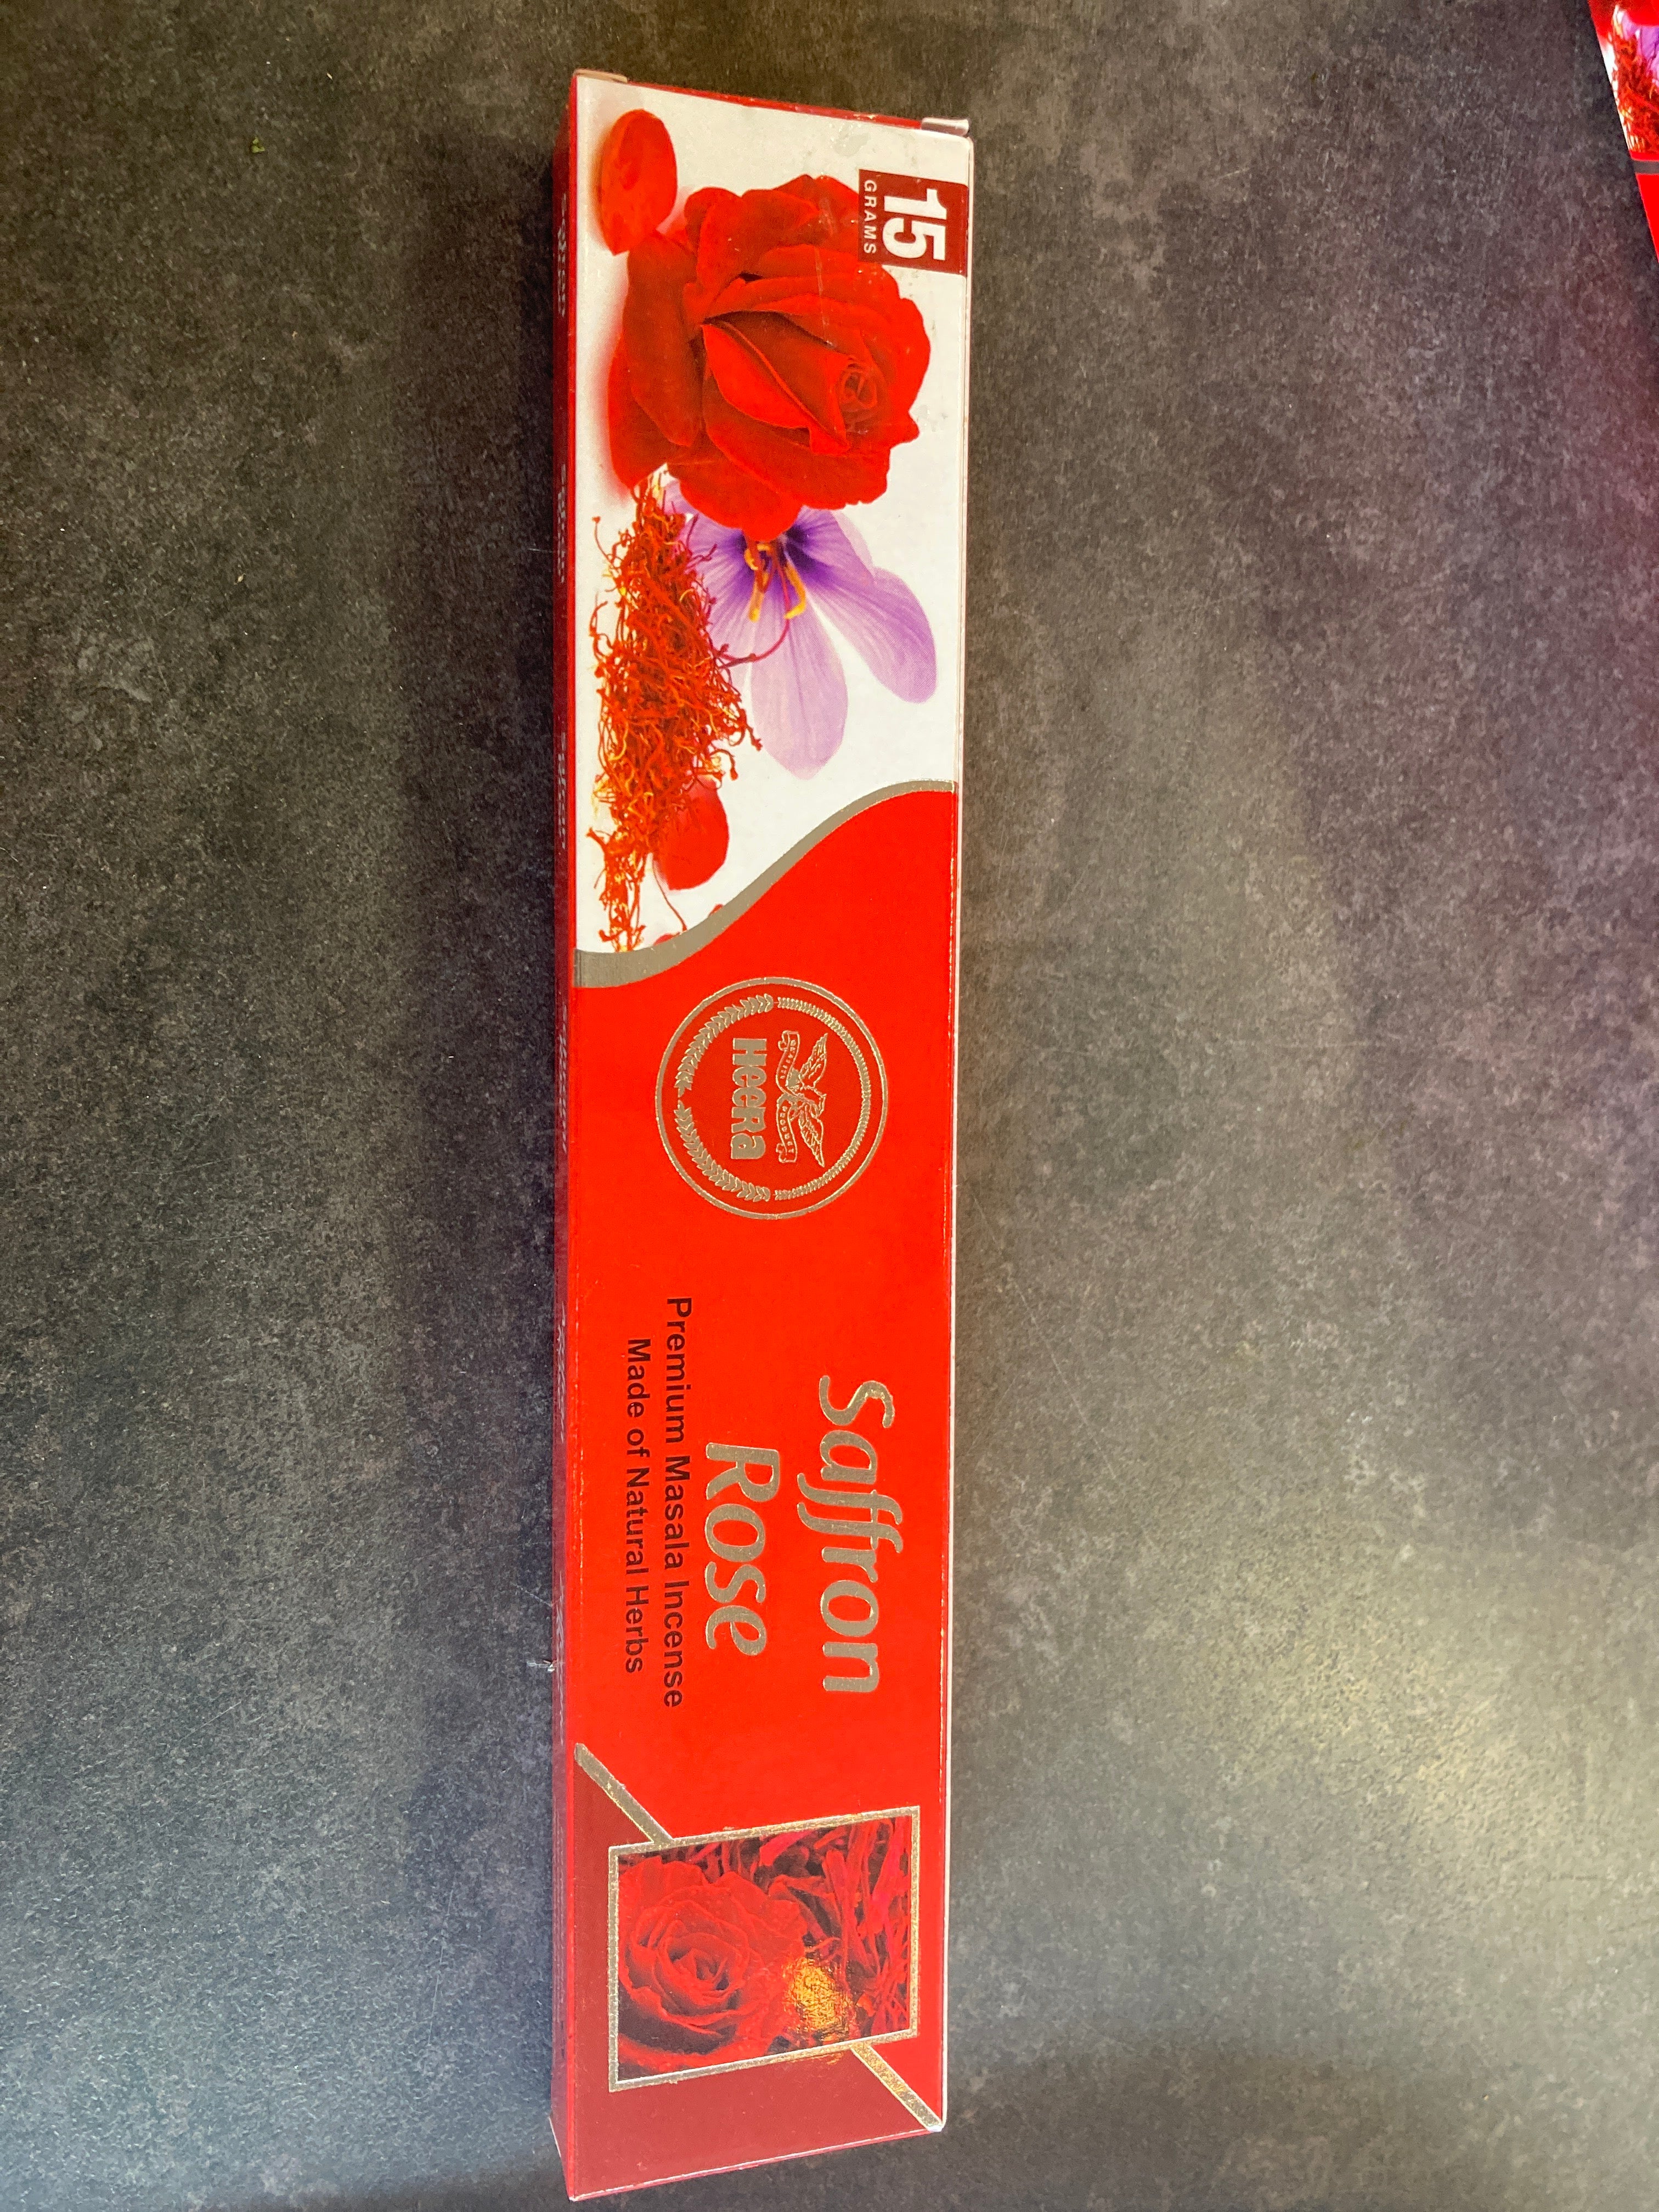 15
GRAMS
HEERA
Saffron
Rose
Premium Masala Incense
Made of Natural Herbs